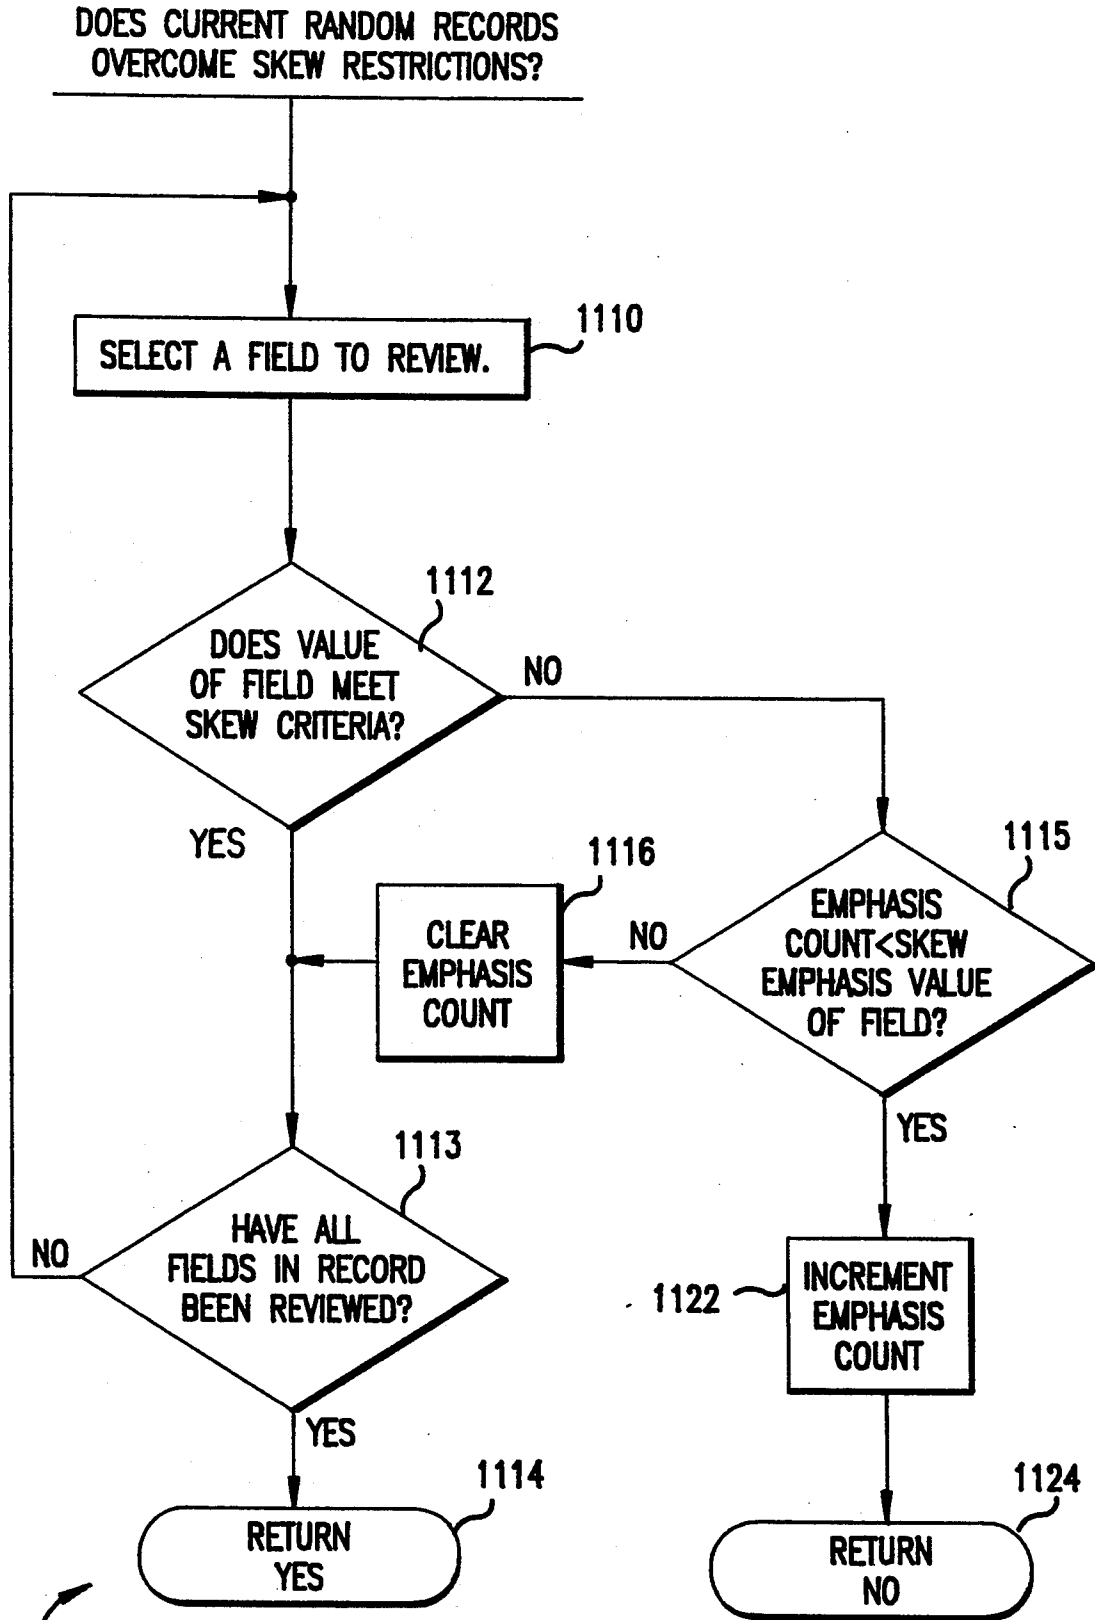 DOES CURRENT RANDOM RECORDS
OVERCOME SKEW RESTRICTIONS?
1110
SELECT A FIELD TO REVIEW.
1112
DOES VALUE
OF FIELD MEET
SKEW CRITERIA?
NO
YES
1115
EMPHASIS
COUNT<SKEW
EMPHASIS VALUE
OF FIELD?
NO
1116
CLEAR
EMPHASIS
COUNT
YES
1113
HAVE ALL
FIELDS IN RECORD
BEEN REVIEWED?
NO
1122
INCREMENT
EMPHASIS
COUNT
YES
1114
RETURN
YES
1124
RETURN
NO